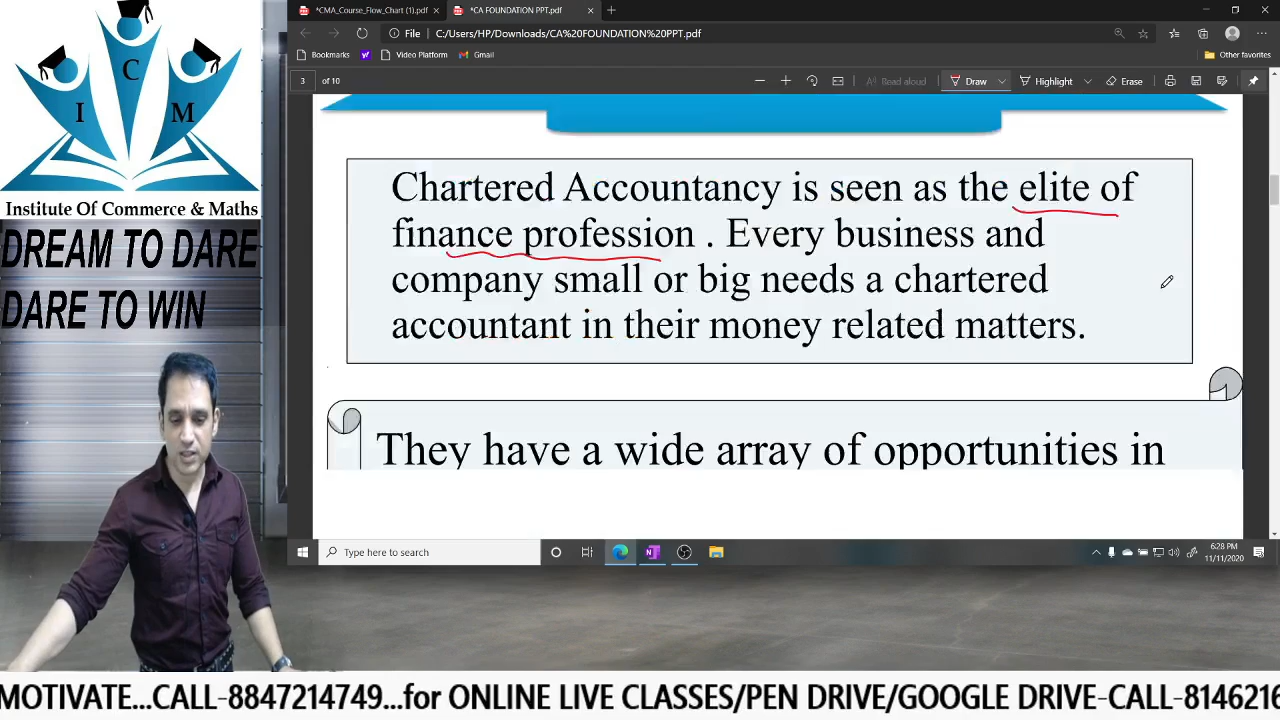 I C M
Institute Of Commerce & Maths
DREAM TO DARE
DARE TO WIN
*CMA_Course_Flow_Chart (1).pdf
*CA FOUNDATION PPT.pdf
File
C:/Users/HP/Downloads/CA%20FOUNDATION%20PPT.pdf
Bookmarks
Video Platform
Gmail
Other favorites
3 of 10
Read aloud
Draw
Highlight
Erase
Chartered Accountancy is seen as the elite of
finance profession . Every business and
company small or big needs a chartered
accountant in their money related matters.
They have a wide array of opportunities in
Type here to search
6:28 PM
11/11/2020
MOTIVATE...CALL-8847214749...for ONLINE LIVE CLASSES/PEN DRIVE/GOOGLE DRIVE-CALL-8146216